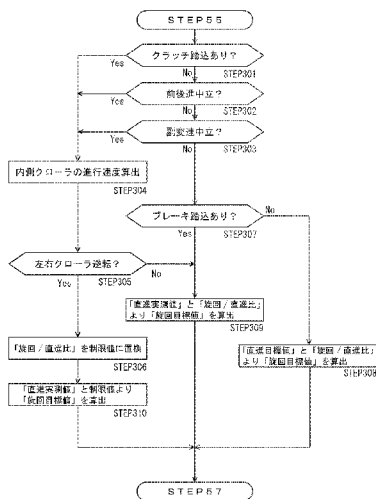 STEP55
クラッチ踏込あり？
Yes
No
STEP301
前後進中立？
Yes
No
STEP302
副変速中立？
Yes
No
STEP303
内側クローラの進行速度算出
STEP304
ブレーキ踏込あり？
No
Yes
STEP307
左右クローラ逆転？
No
Yes
STEP305
「直進実測値」と「旋回／直進比」
より「旋回目標値」を算出
STEP309
「旋回／直進比」を制限値に置換
STEP306
「直進目標値」と「旋回／直進比」
より「旋回目標値」を算出
STEP308
「直進実測値」と制限値より
「旋回目標値」を算出
STEP310
STEP57